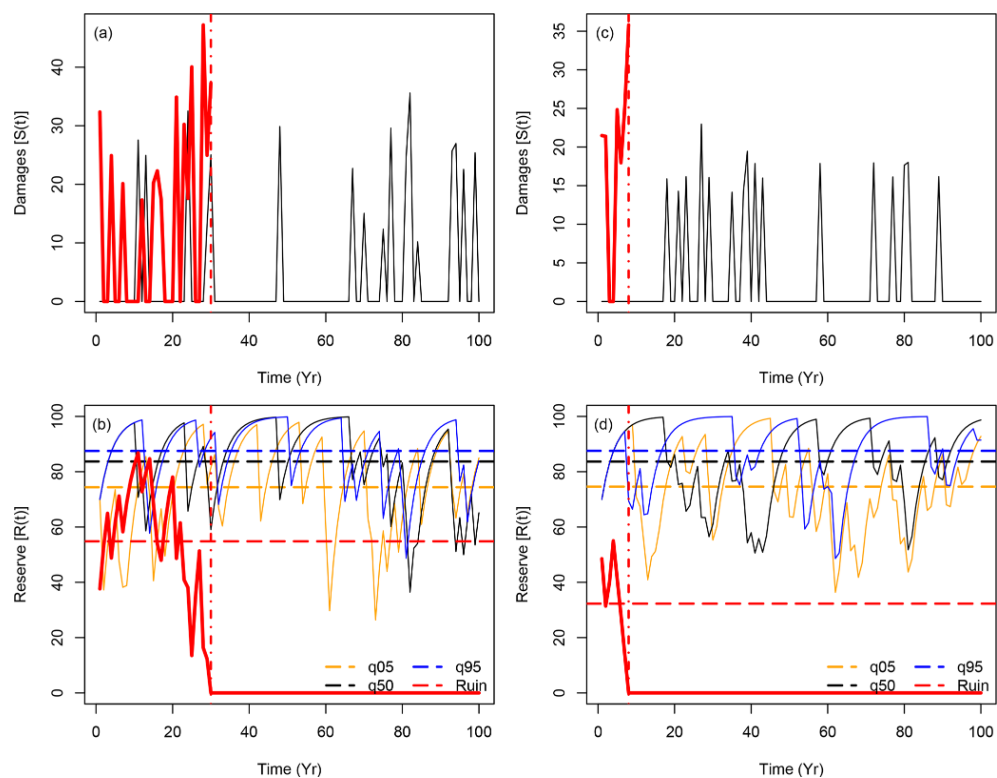 (a)
Damages [S(t)]
0 10 20 30 40
0 20 40 60 80 100
Time (Yr)
(c)
Damages [S(t)]
0 5 10 15 20 25 30 35
0 20 40 60 80 100
Time (Yr)
(b)
Reserve [R(t)]
0 20 40 60 80 100
q05 q95
q50 Ruin
0 20 40 60 80 100
Time (Yr)
(d)
Reserve [R(t)]
0 20 40 60 80 100
q05 q95
q50 Ruin
0 20 40 60 80 100
Time (Yr)